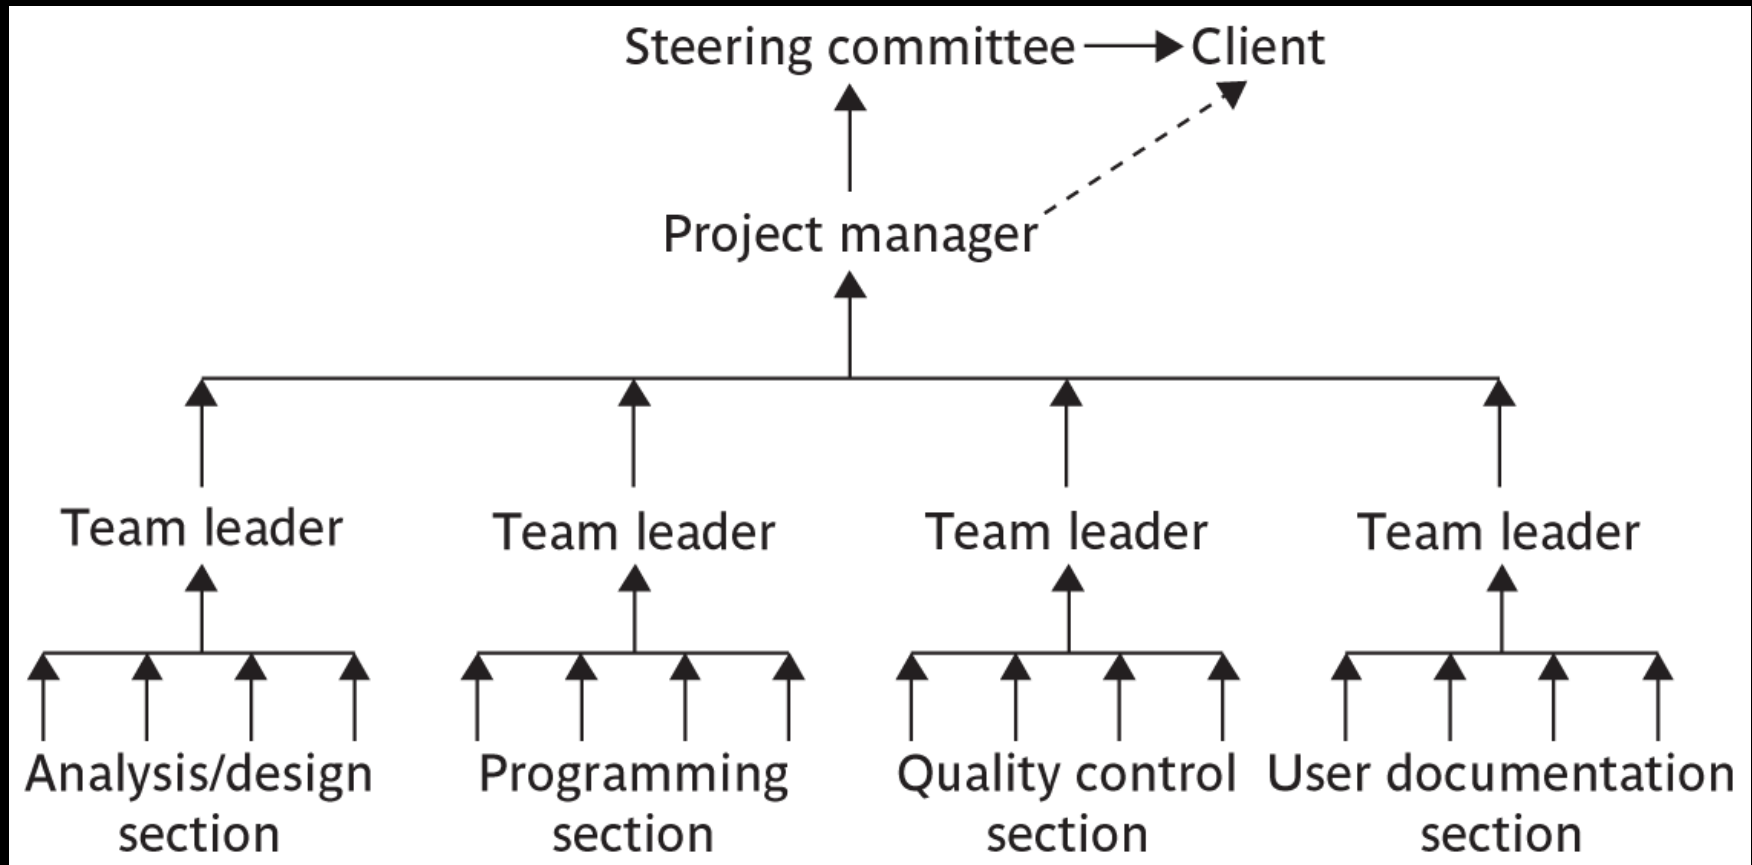 Steering committee
Client
Project manager
Team leader
Team leader
Team leader
Team leader
Analysis/design
section
Programming
section
Quality control
section
User documentation
section